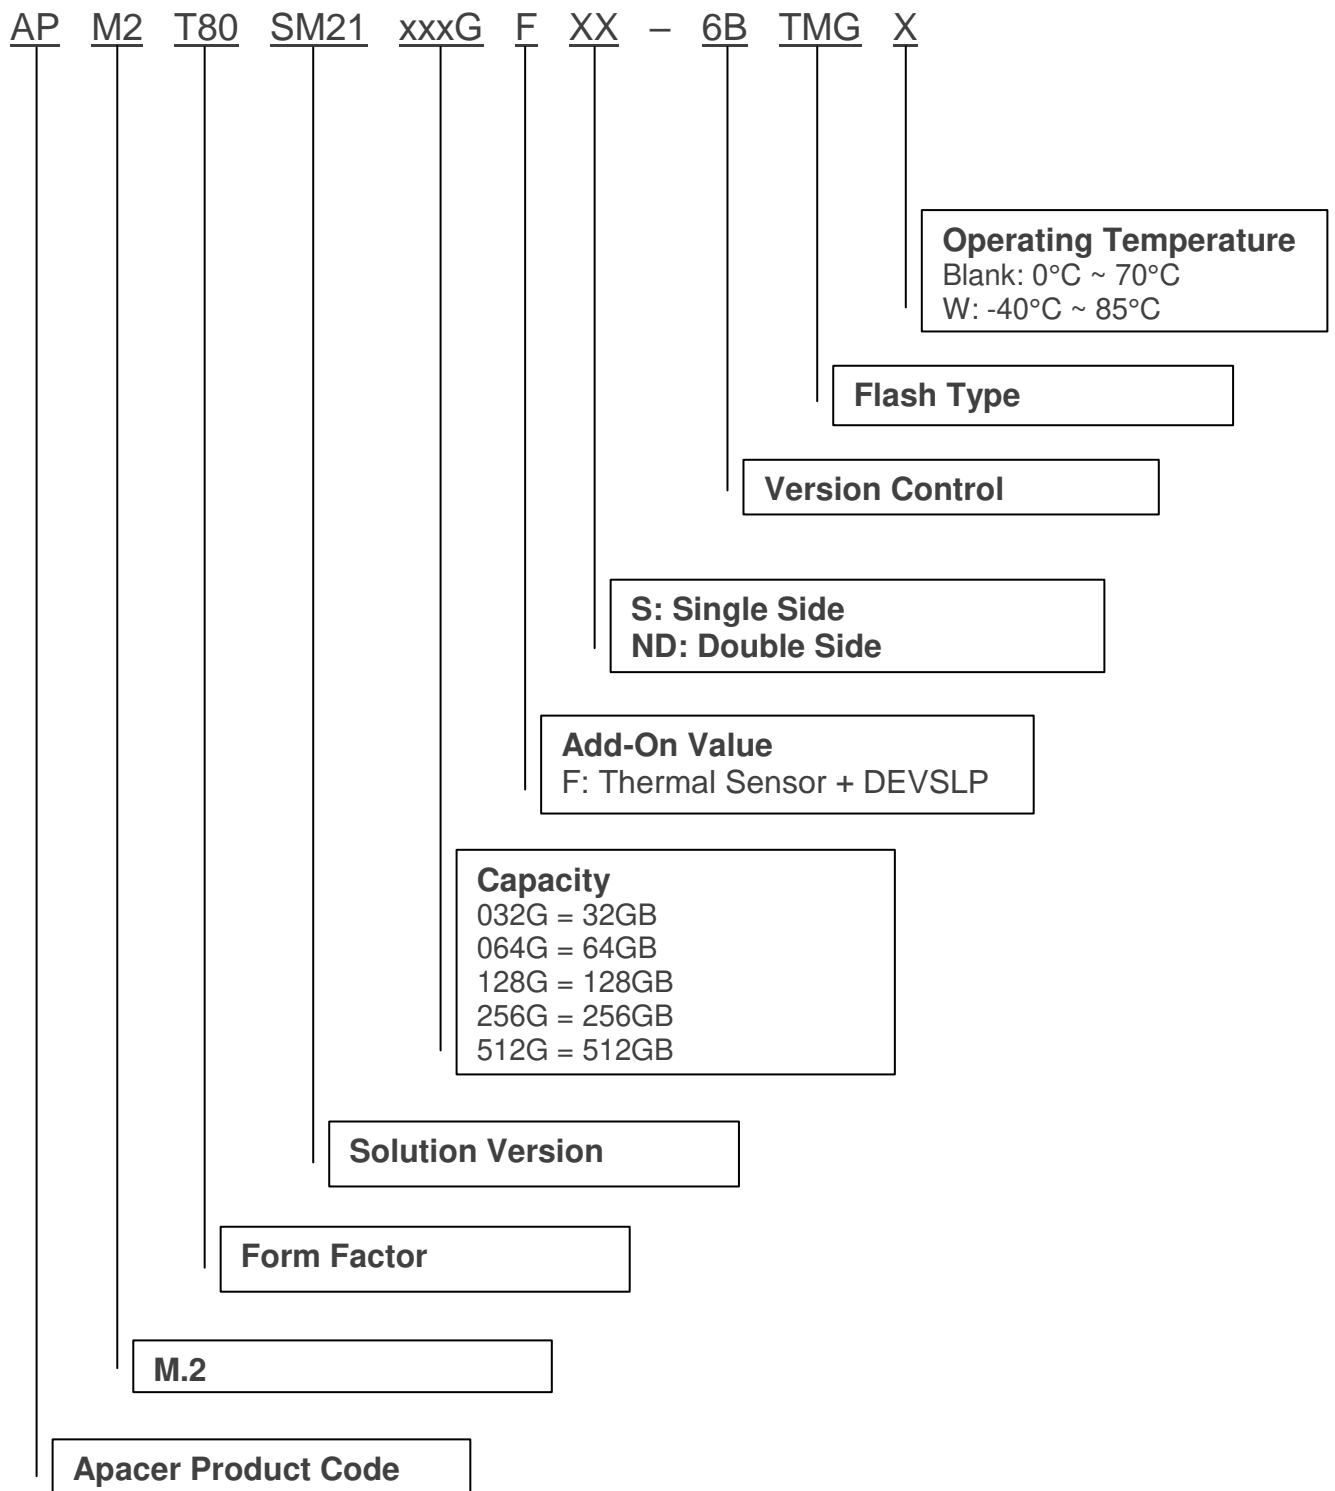 AP M2 T80 SM21 xxxG F XX – 6B TMG X
Operating Temperature
Blank: 0°C ~ 70°C
W: -40°C ~ 85°C
Flash Type
Version Control
S: Single Side
ND: Double Side
Add-On Value
F: Thermal Sensor + DEVSLP
Capacity
032G = 32GB
064G = 64GB
128G = 128GB
256G = 256GB
512G = 512GB
Solution Version
Form Factor
M.2
Apacer Product Code